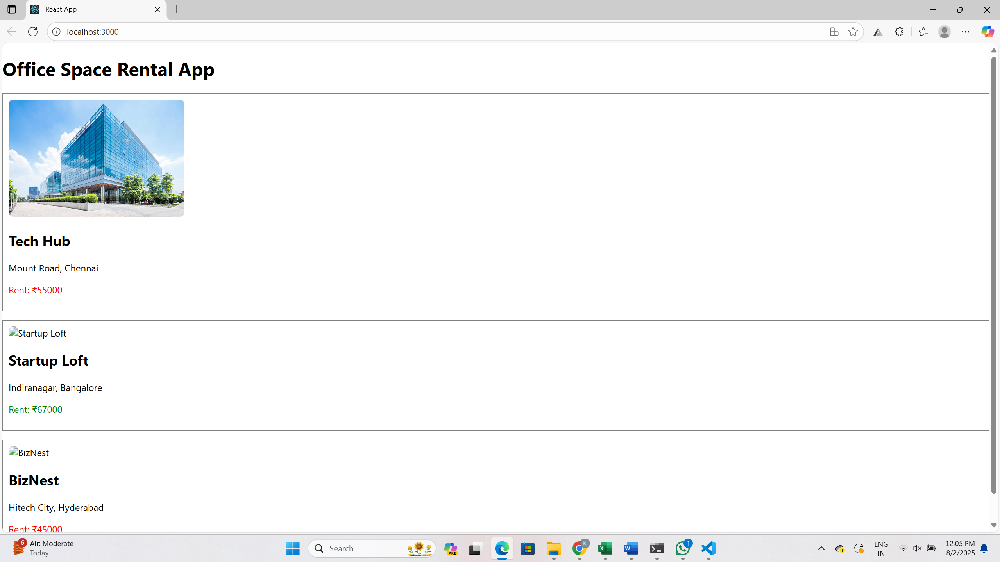 React App
localhost:3000
Office Space Rental App
Tech Hub
Mount Road, Chennai
Rent: ₹55000
Startup Loft
Startup Loft
Indiranagar, Bangalore
Rent: ₹67000
BizNest
BizNest
Hitech City, Hyderabad
Rent: ₹45000
6
Air: Moderate
Today
Search
PRE
K
1
ENG
IN
12:05 PM
8/2/2025